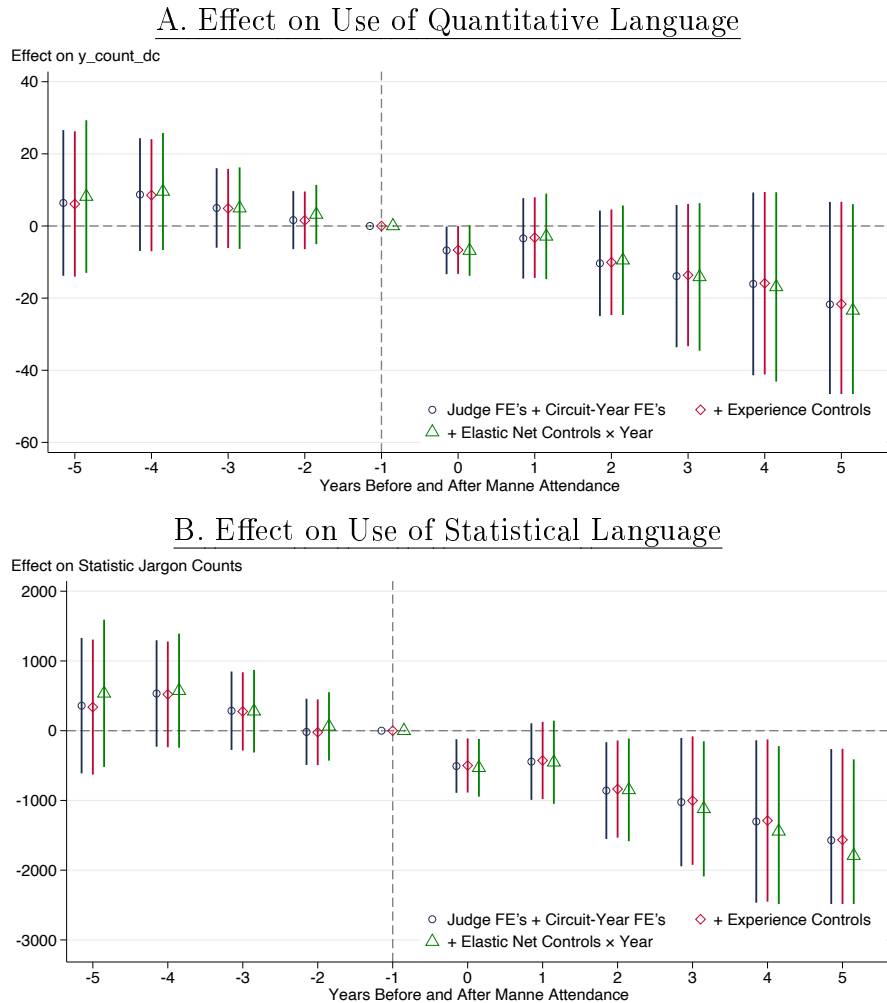 A. Effect on Use of Quantitative Language
Effect on y_count_dc
40
20
0
-20
-40
-60
Judge FE's + Circuit-Year FE's
+ Experience Controls
+ Elastic Net Controls × Year
-5 -4 -3 -2 -1 0 1 2 3 4 5
Years Before and After Manne Attendance
B. Effect on Use of Statistical Language
Effect on Statistic Jargon Counts
2000
1000
0
-1000
-2000
-3000
Judge FE's + Circuit-Year FE's
+ Experience Controls
+ Elastic Net Controls × Year
-5 -4 -3 -2 -1 0 1 2 3 4 5
Years Before and After Manne Attendance